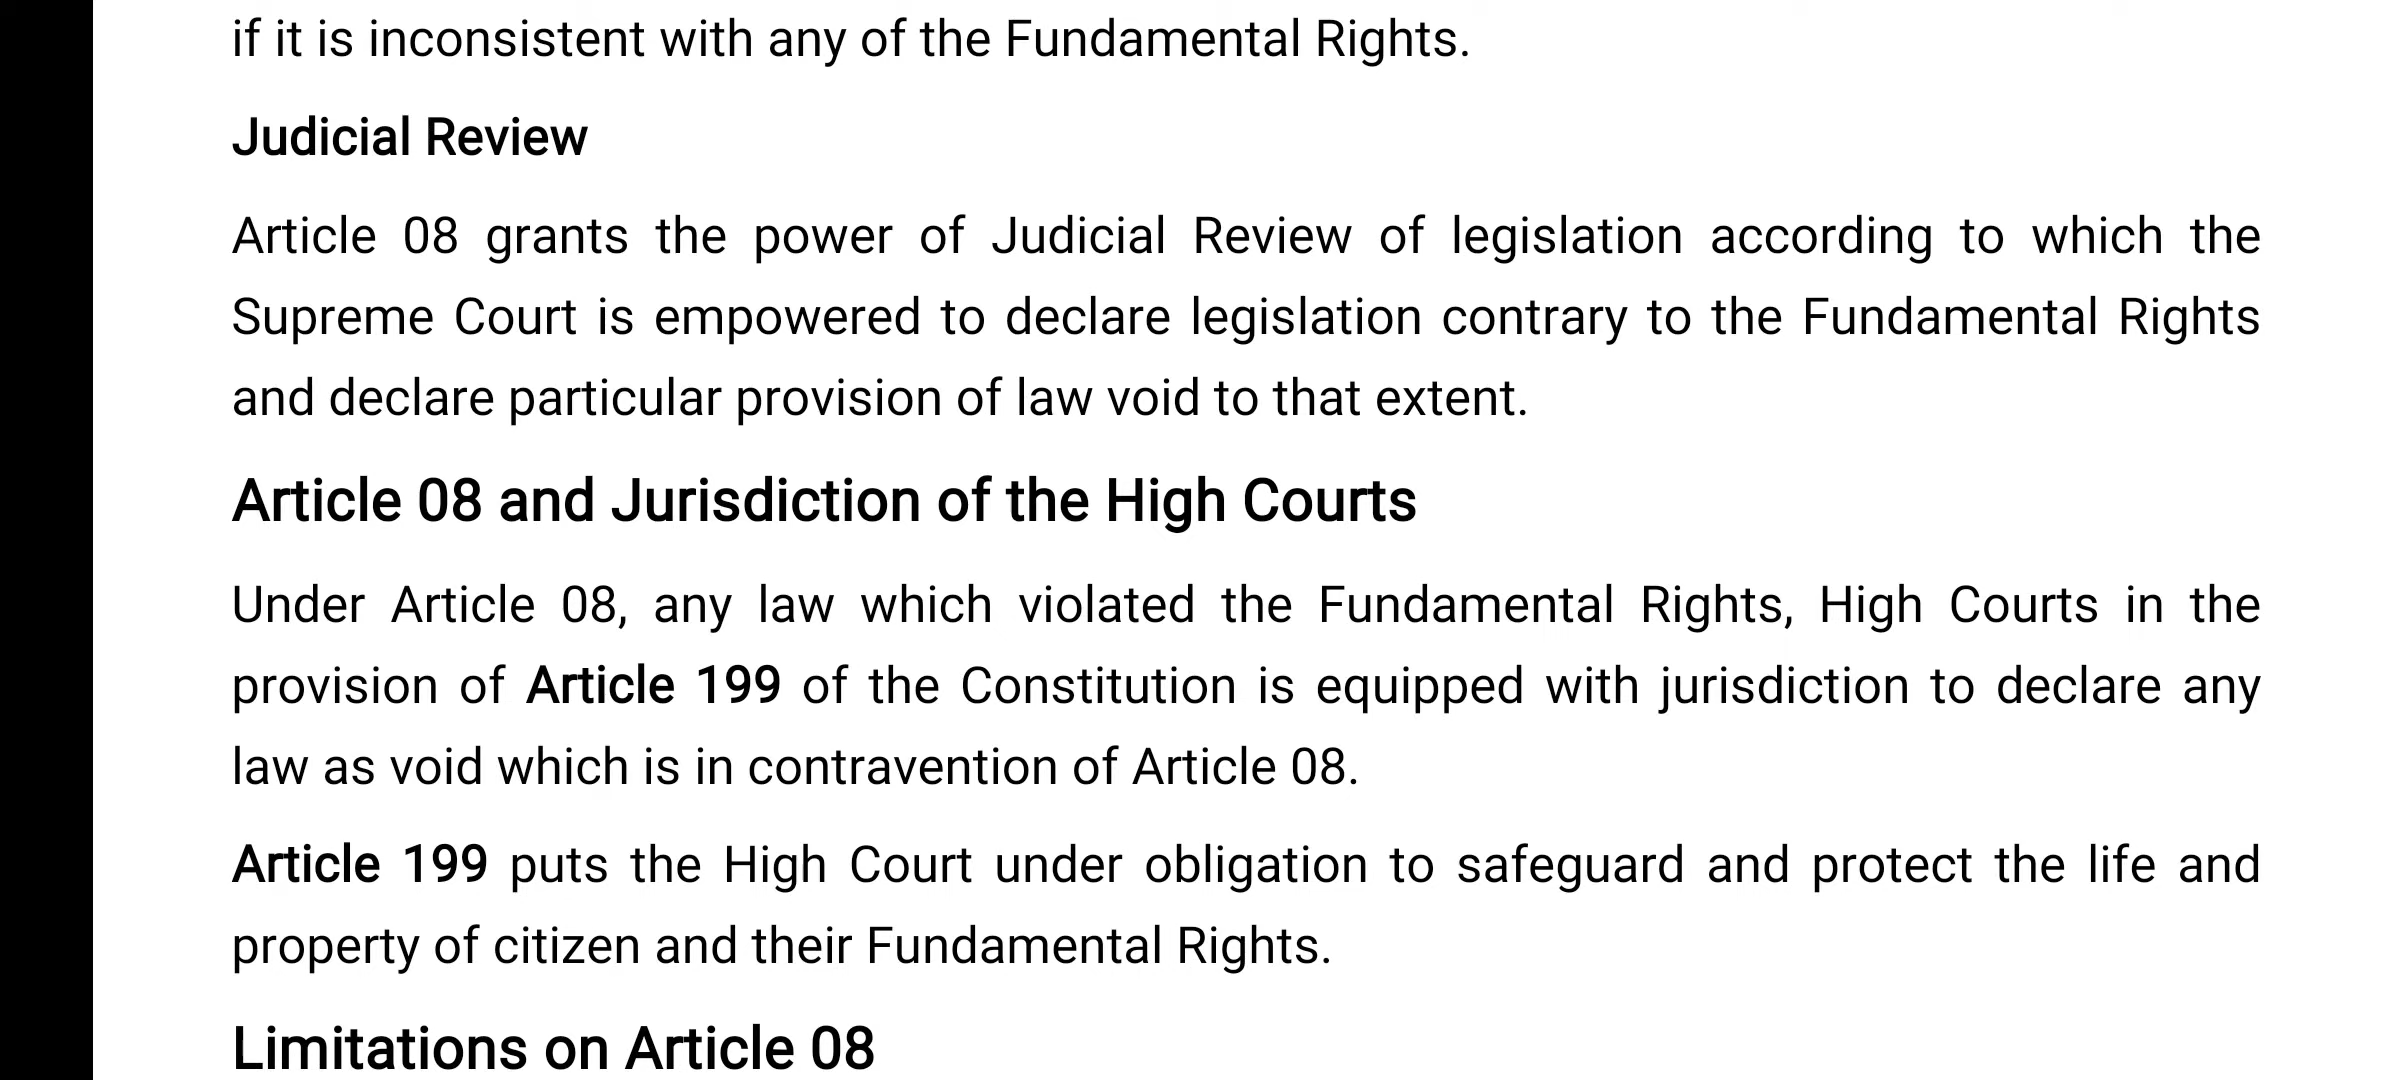 if it is inconsistent with any of the Fundamental Rights.
Judicial Review
Article 08 grants the power of Judicial Review of legislation according to which the
Supreme Court is empowered to declare legislation contrary to the Fundamental Rights
and declare particular provision of law void to that extent.
Article 08 and Jurisdiction of the High Courts
Under Article 08, any law which violated the Fundamental Rights, High Courts in the
provision of Article 199 of the Constitution is equipped with jurisdiction to declare any
law as void which is in contravention of Article 08.
Article 199 puts the High Court under obligation to safeguard and protect the life and
property of citizen and their Fundamental Rights.
Limitations on Article 08